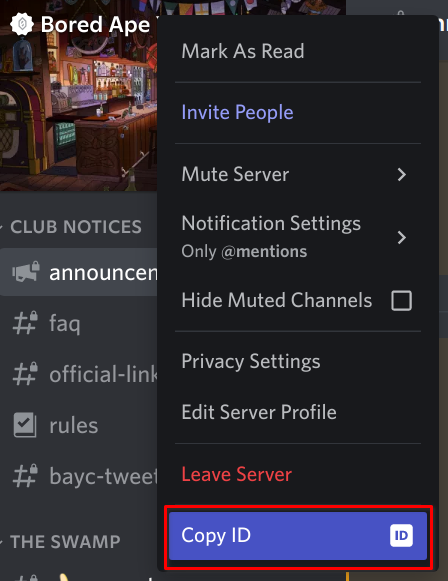 Bored Ape
Mark As Read
Invite People
Mute Server
Notification Settings
Only @mentions
Hide Muted Channels
Privacy Settings
Edit Server Profile
Leave Server
Copy ID
ID
CLUB NOTICES
announcen
faq
official-link
rules
bayc-tweet
THE SWAMP